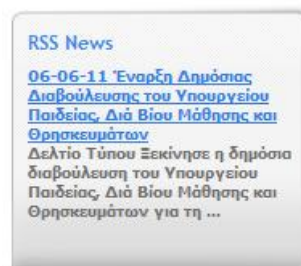 RSS News
06-06-11 Έναρξη Δημόσιας
Διαβούλευσης του Υπουργείου
Παιδείας, Διά Βίου Μάθησης και
Θρησκευμάτων
Δελτίο Τύπου Ξεκίνησε η δημόσια
διαβούλευση του Υπουργείου
Παιδείας, Διά Βίου Μάθησης και
Θρησκευμάτων για τη ...